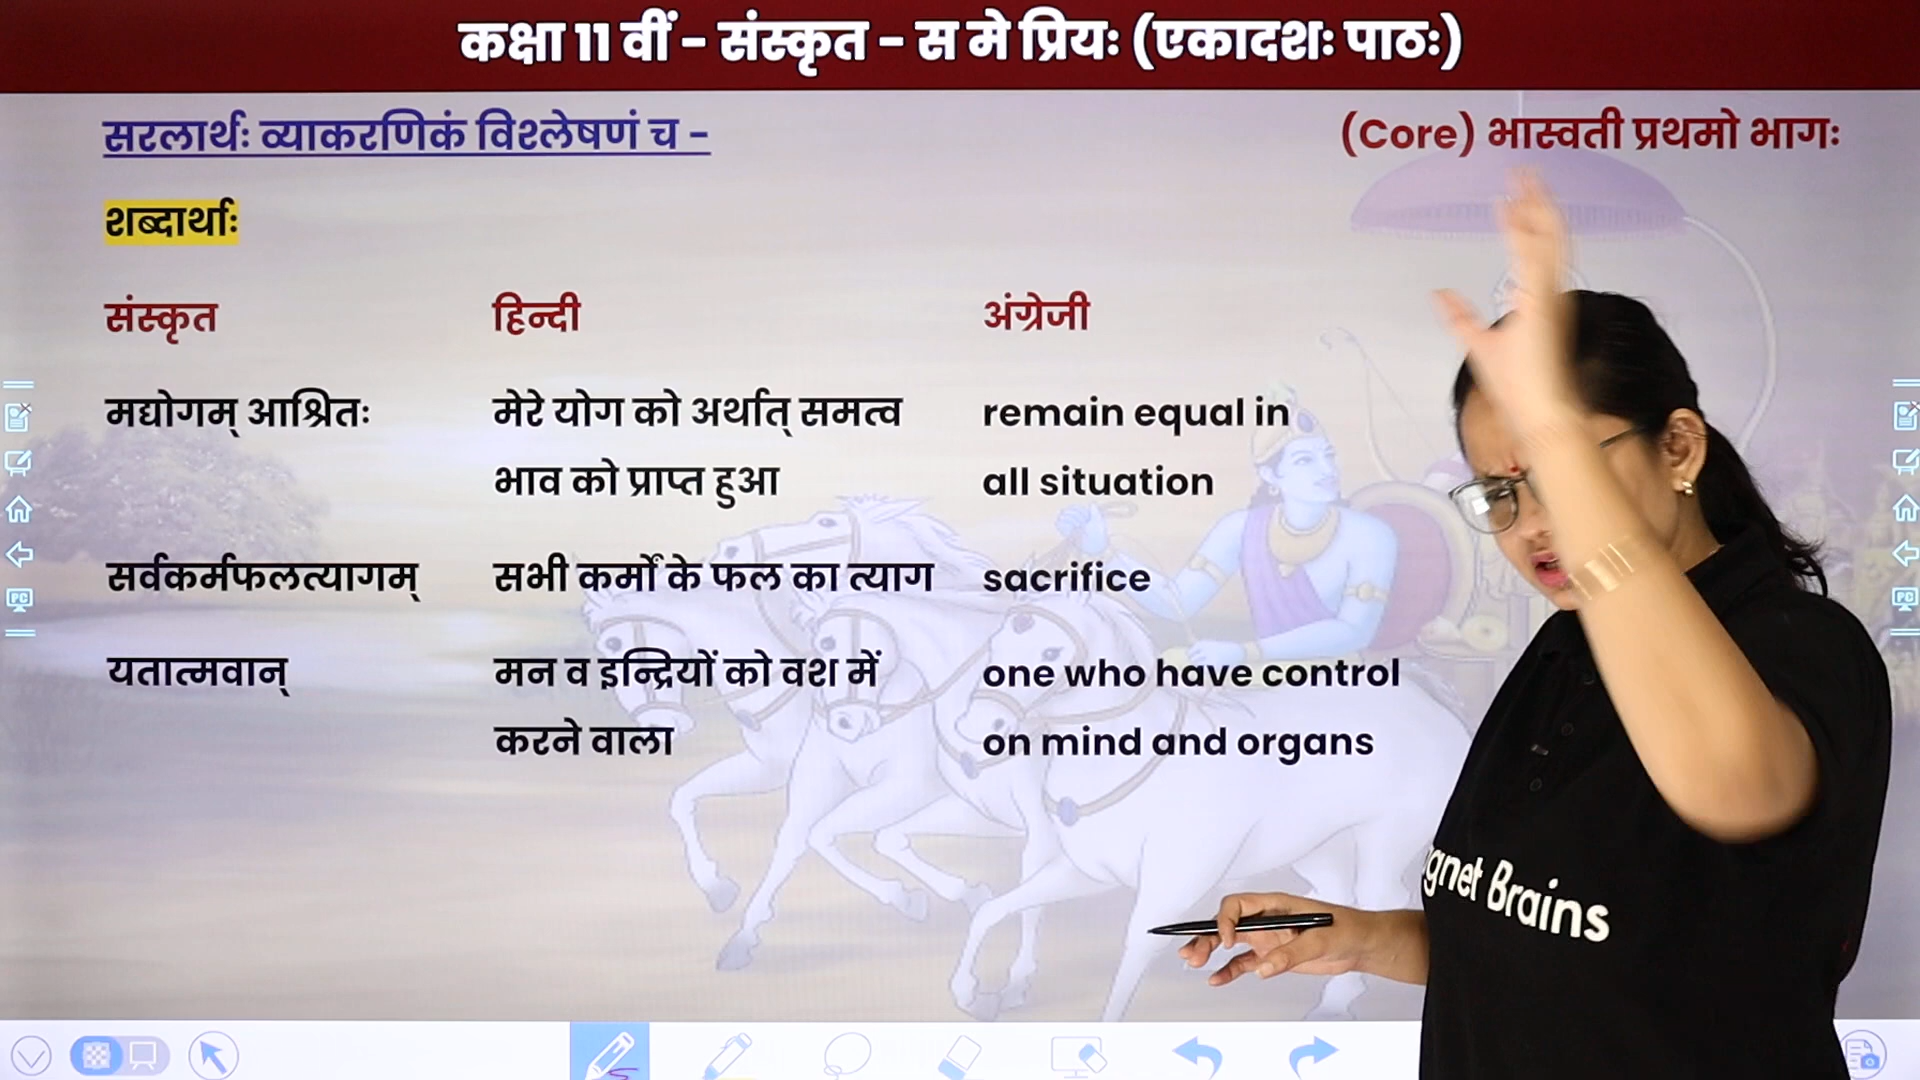 कक्षा 11 वीं - संस्कृत - स मे प्रियः (एकादशः पाठः)
सरलार्थः व्याकरणिकं विश्लेषणं च -
(Core) भास्वती प्रथमो भागः
शब्दार्थाः
संस्कृत हिन्दी अंग्रेजी
मद्योगम् आश्रितः मेरे योग को अर्थात् समत्व remain equal in
भाव को प्राप्त हुआ all situation
सर्वकर्मफलत्यागम् सभी कर्मों के फल का त्याग sacrifice
यतात्मवान् मन व इन्द्रियों को वश में one who have control
करने वाला on mind and organs
gnet Brains
PC
PC